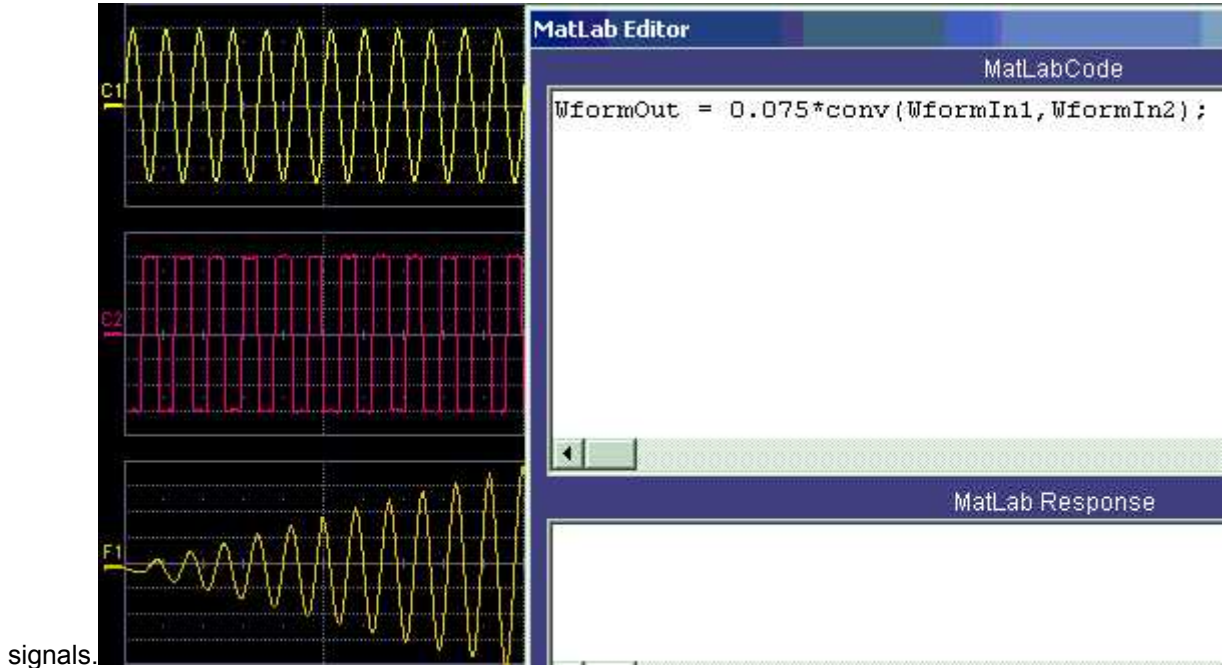 MatLab Editor
MatLabCode
C1
WformOut = 0.075*conv(WformIn1,WformIn2);
C2
MatLab Response
F1
signals.